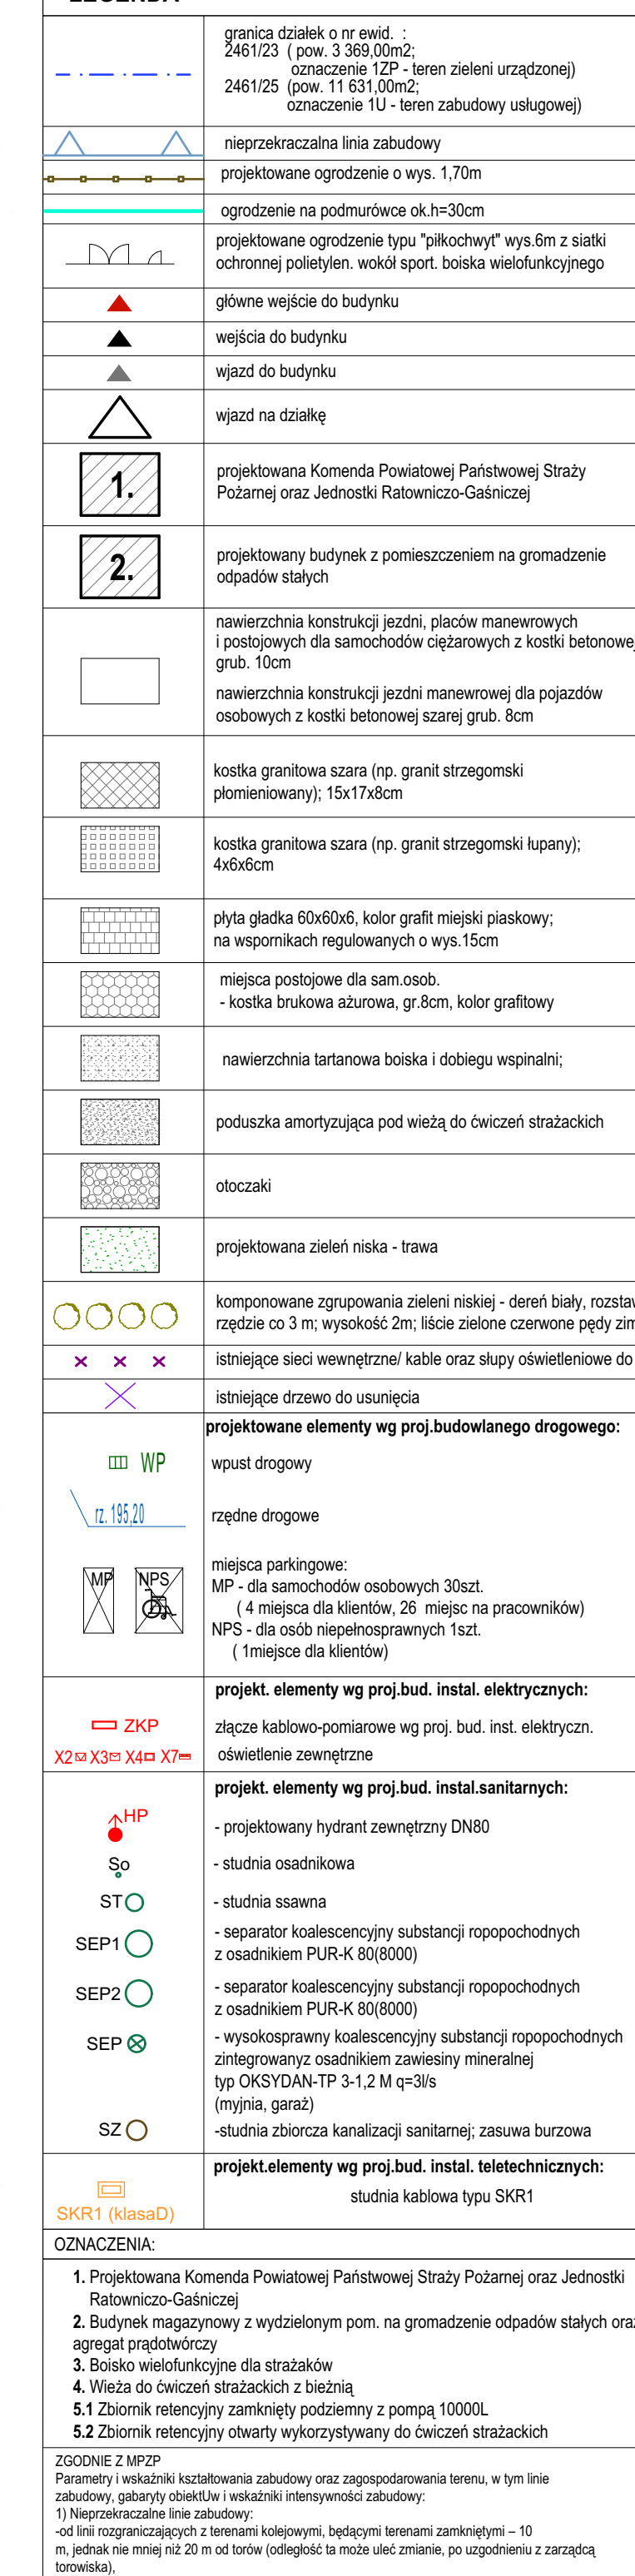 LEGENDA
granica działek o nr ewid. :
2461/23 ( pow. 3 369,00m2;
oznaczenie 1ZP - teren zieleni urządzonej)
2461/25 (pow. 11 631,00m2;
oznaczenie 1U - teren zabudowy usługowej)
nieprzekraczalna linia zabudowy
projektowane ogrodzenie o wys. 1,70m
ogrodzenie na podmurówce ok.h=30cm
projektowane ogrodzenie typu "piłkochwyt" wys.6m z siatki
ochronnej polietylen. wokół sport. boiska wielofunkcyjnego
główne wejście do budynku
wejścia do budynku
wjazd do budynku
wjazd na działkę
1.
projektowana Komenda Powiatowej Państwowej Straży
Pożarnej oraz Jednostki Ratowniczo-Gaśniczej
2.
projektowany budynek z pomieszczeniem na gromadzenie
odpadów stałych
nawierzchnia konstrukcji jezdni, placów manewrowych
i postojowych dla samochodów ciężarowych z kostki betonowej
grub. 10cm
nawierzchnia konstrukcji jezdni manewrowej dla pojazdów
osobowych z kostki betonowej szarej grub. 8cm
kostka granitowa szara (np. granit strzegomski
płomieniowany); 15x17x8cm
kostka granitowa szara (np. granit strzegomski łupany);
4x6x6cm
płyta gładka 60x60x6, kolor grafit miejski piaskowy;
na wspornikach regulowanych o wys.15cm
miejsca postojowe dla sam.osob.
- kostka brukowa ażurowa, gr.8cm, kolor grafitowy
nawierzchnia tartanowa boiska i dobiegu wspinalni;
poduszka amortyzująca pod wieżą do ćwiczeń strażackich
otoczaki
projektowana zieleń niska - trawa
komponowane zgrupowania zieleni niskiej - dereń biały, rozstaw
rzędzie co 3 m; wysokość 2m; liście zielone czerwone pędy zim
istniejące sieci wewnętrzne/ kable oraz słupy oświetleniowe do
istniejące drzewo do usunięcia
projektowane elementy wg proj.budowlanego drogowego:
WP wpust drogowy
rz. 195,20 rzędne drogowe
MP NPS
miejsca parkingowe:
MP - dla samochodów osobowych 30szt.
( 4 miejsca dla klientów, 26 miejsc na pracowników)
NPS - dla osób niepełnosprawnych 1szt.
( 1miejsce dla klientów)
projekt. elementy wg proj.bud. instal. elektrycznych:
ZKP złącze kablowo-pomiarowe wg proj. bud. inst. elektryczn.
X2 X3 X4 X7 oświetlenie zewnętrzne
projekt. elementy wg proj.bud. instal.sanitarnych:
HP - projektowany hydrant zewnętrzny DN80
So - studnia osadnikowa
ST - studnia ssawna
SEP1 - separator koalescencyjny substancji ropopochodnych
z osadnikiem PUR-K 80(8000)
SEP2 - separator koalescencyjny substancji ropopochodnych
z osadnikiem PUR-K 80(8000)
SEP - wysokosprawny koalescencyjny substancji ropopochodnych
zintegrowanyz osadnikiem zawiesiny mineralnej
typ OKSYDAN-TP 3-1,2 M q=3l/s
(myjnia, garaż)
SZ -studnia zbiorcza kanalizacji sanitarnej; zasuwa burzowa
projekt.elementy wg proj.bud. instal. teletechnicznych:
studnia kablowa typu SKR1
SKR1 (klasaD)
OZNACZENIA:
1. Projektowana Komenda Powiatowej Państwowej Straży Pożarnej oraz Jednostki
Ratowniczo-Gaśniczej
2. Budynek magazynowy z wydzielonym pom. na gromadzenie odpadów stałych oraz
agregat prądotwórczy
3. Boisko wielofunkcyjne dla strażaków
4. Wieża do ćwiczeń strażackich z bieżnią
5.1 Zbiornik retencyjny zamknięty podziemny z pompą 10000L
5.2 Zbiornik retencyjny otwarty wykorzystywany do ćwiczeń strażackich
ZGODNIE Z MPZP
Parametry i wskaźniki kształtowania zabudowy oraz zagospodarowania terenu, w tym linie
zabudowy, gabaryty obiektUw i wskaźniki intensywności zabudowy:
1) Nieprzekraczalne linie zabudowy:
-od linii rozgraniczających z terenami kolejowymi, będącymi terenami zamkniętymi – 10
m, jednak nie mniej niż 20 m od torów (odległość ta może uleć zmianie, po uzgodnieniu z zarządcą
torowiska),